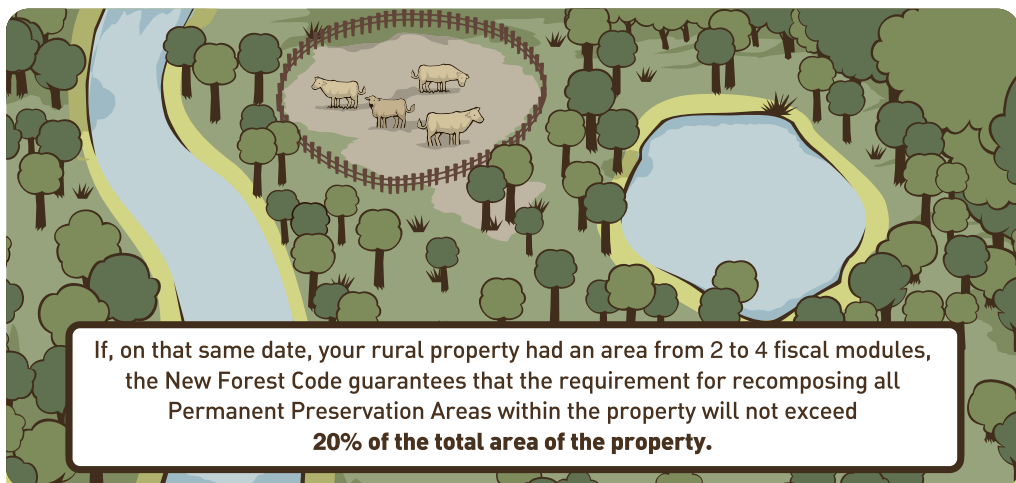 If, on that same date, your rural property had an area from 2 to 4 fiscal modules,
the New Forest Code guarantees that the requirement for recomposing all
Permanent Preservation Areas within the property will not exceed
20% of the total area of the property.